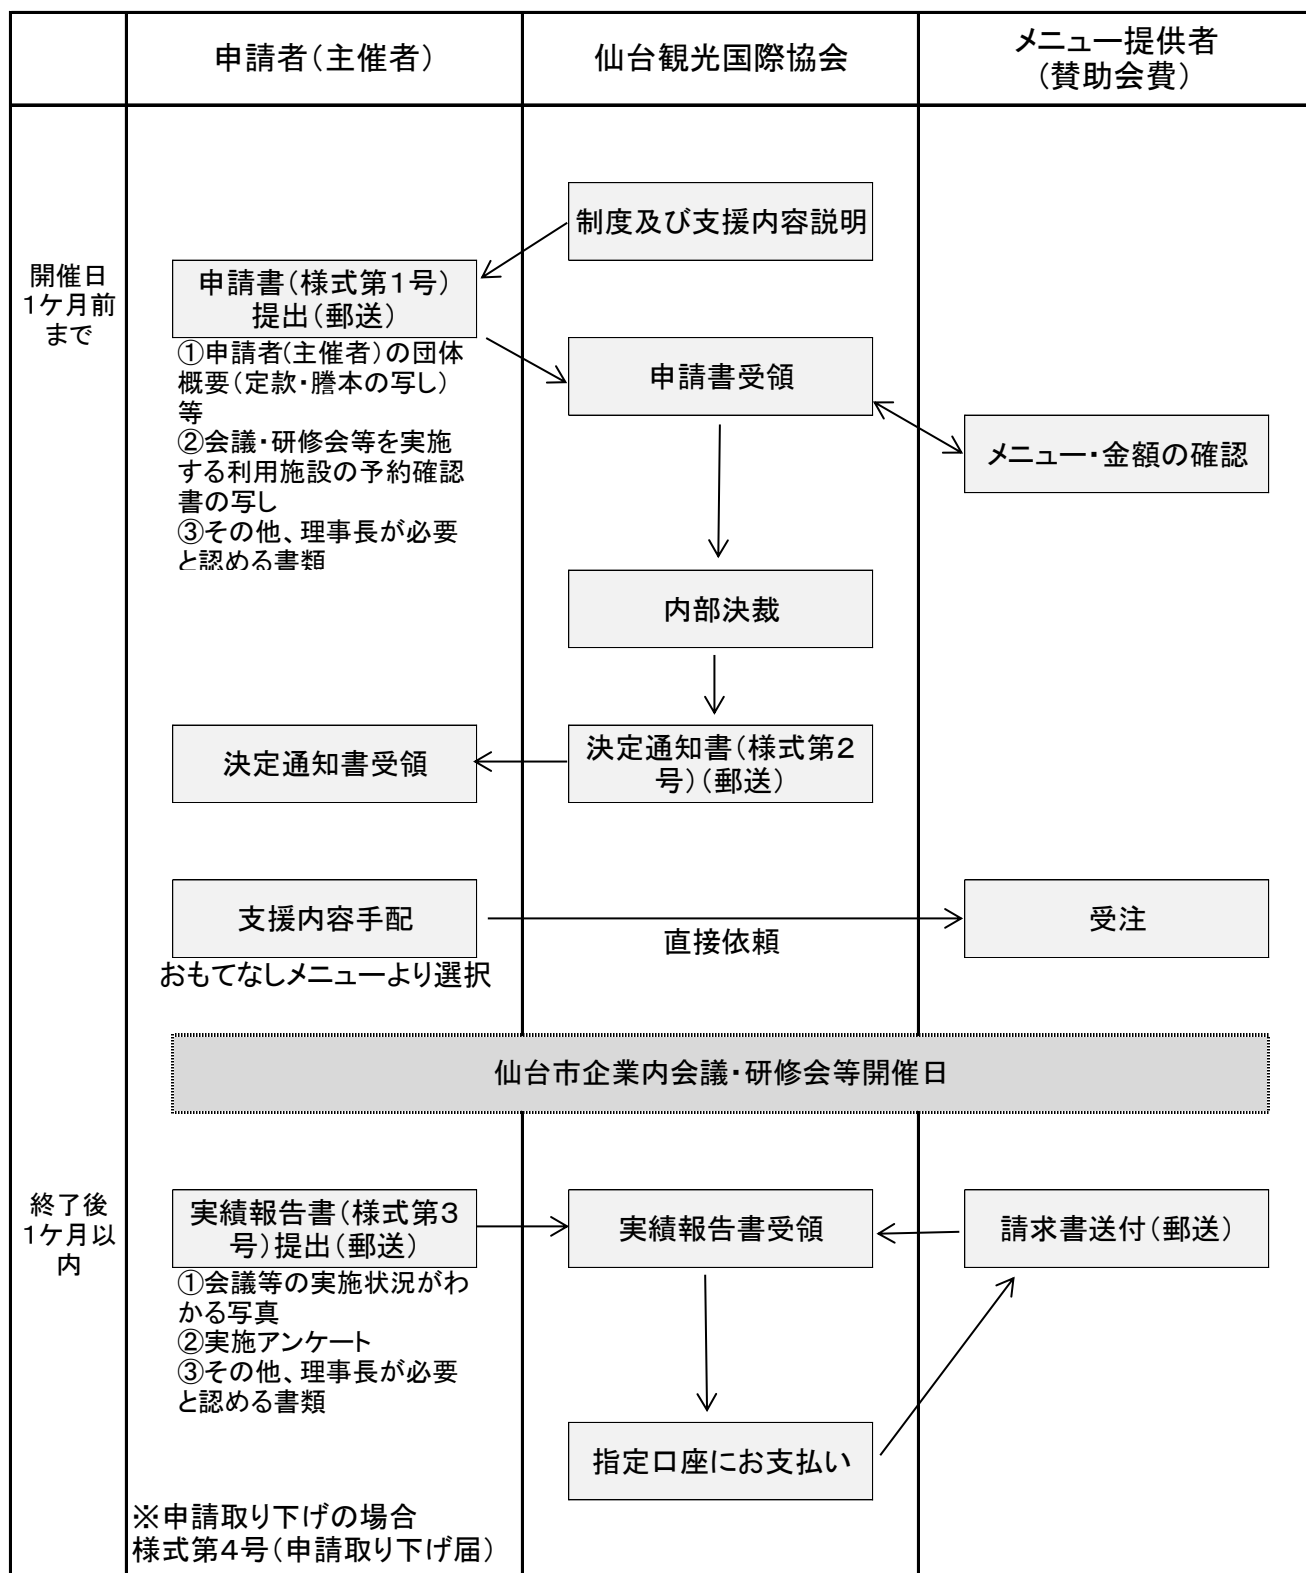 申請者(主催者)
仙台観光国際協会
メニュー提供者
(賛助会費)
開催日
1ケ月前
まで
制度及び支援内容説明
申請書(様式第1号)
提出(郵送)
①申請者(主催者)の団体
概要(定款・謄本の写し)
等
②会議・研修会等を実施
する利用施設の予約確認
書の写し
③その他、理事長が必要
と認める書類
申請書受領
メニュー・金額の確認
内部決裁
決定通知書受領
決定通知書(様式第2
号)(郵送)
支援内容手配
直接依頼
受注
おもてなしメニューより選択
仙台市企業内会議・研修会等開催日
終了後
1ケ月以
内
実績報告書(様式第3
号)提出(郵送)
①会議等の実施状況がわ
かる写真
②実施アンケート
③その他、理事長が必要
と認める書類
実績報告書受領
請求書送付(郵送)
指定口座にお支払い
※申請取り下げの場合
様式第4号(申請取り下げ届)